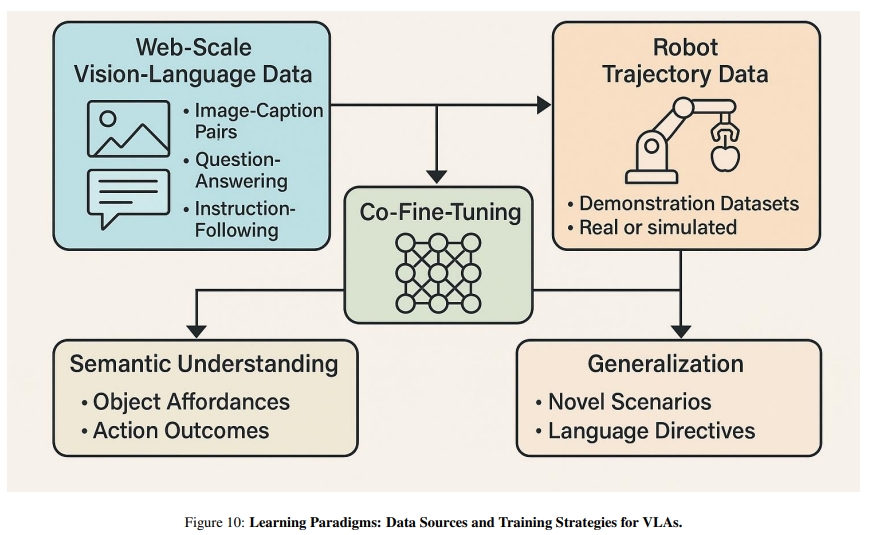 Web-Scale
Vision-Language Data
• Image-Caption
Pairs
• Question-
Answering
• Instruction-
Following
Robot
Trajectory Data
• Demonstration Datasets
• Real or simulated
Co-Fine-Tuning
Semantic Understanding
• Object Affordances
• Action Outcomes
Generalization
• Novel Scenarios
• Language Directives
Figure 10: Learning Paradigms: Data Sources and Training Strategies for VLAs.